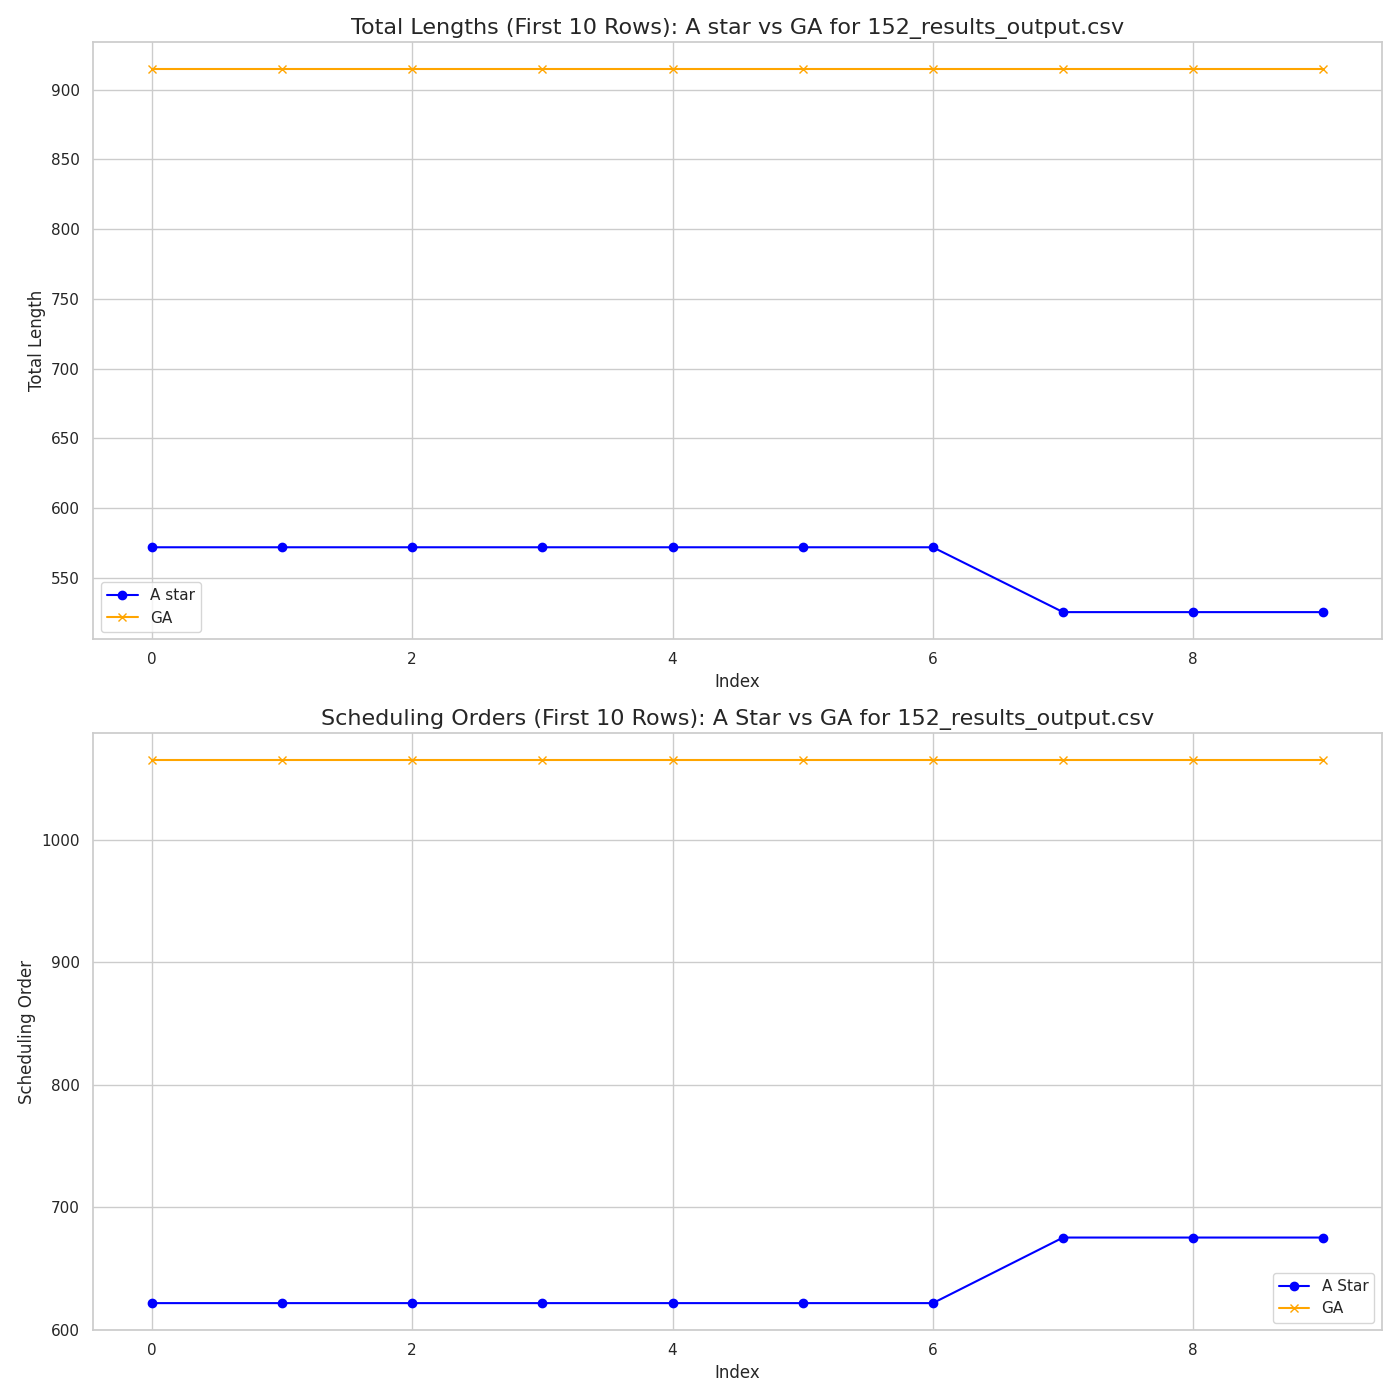 Total Lengths (First 10 Rows): A star vs GA for 152_results_output.csv
900
850
800
750
700
650
600
550
Total Length
A star
GA
0 2 4 6 8
Index
Scheduling Orders (First 10 Rows): A Star vs GA for 152_results_output.csv
1000
900
800
700
600
Scheduling Order
A Star
GA
0 2 4 6 8
Index